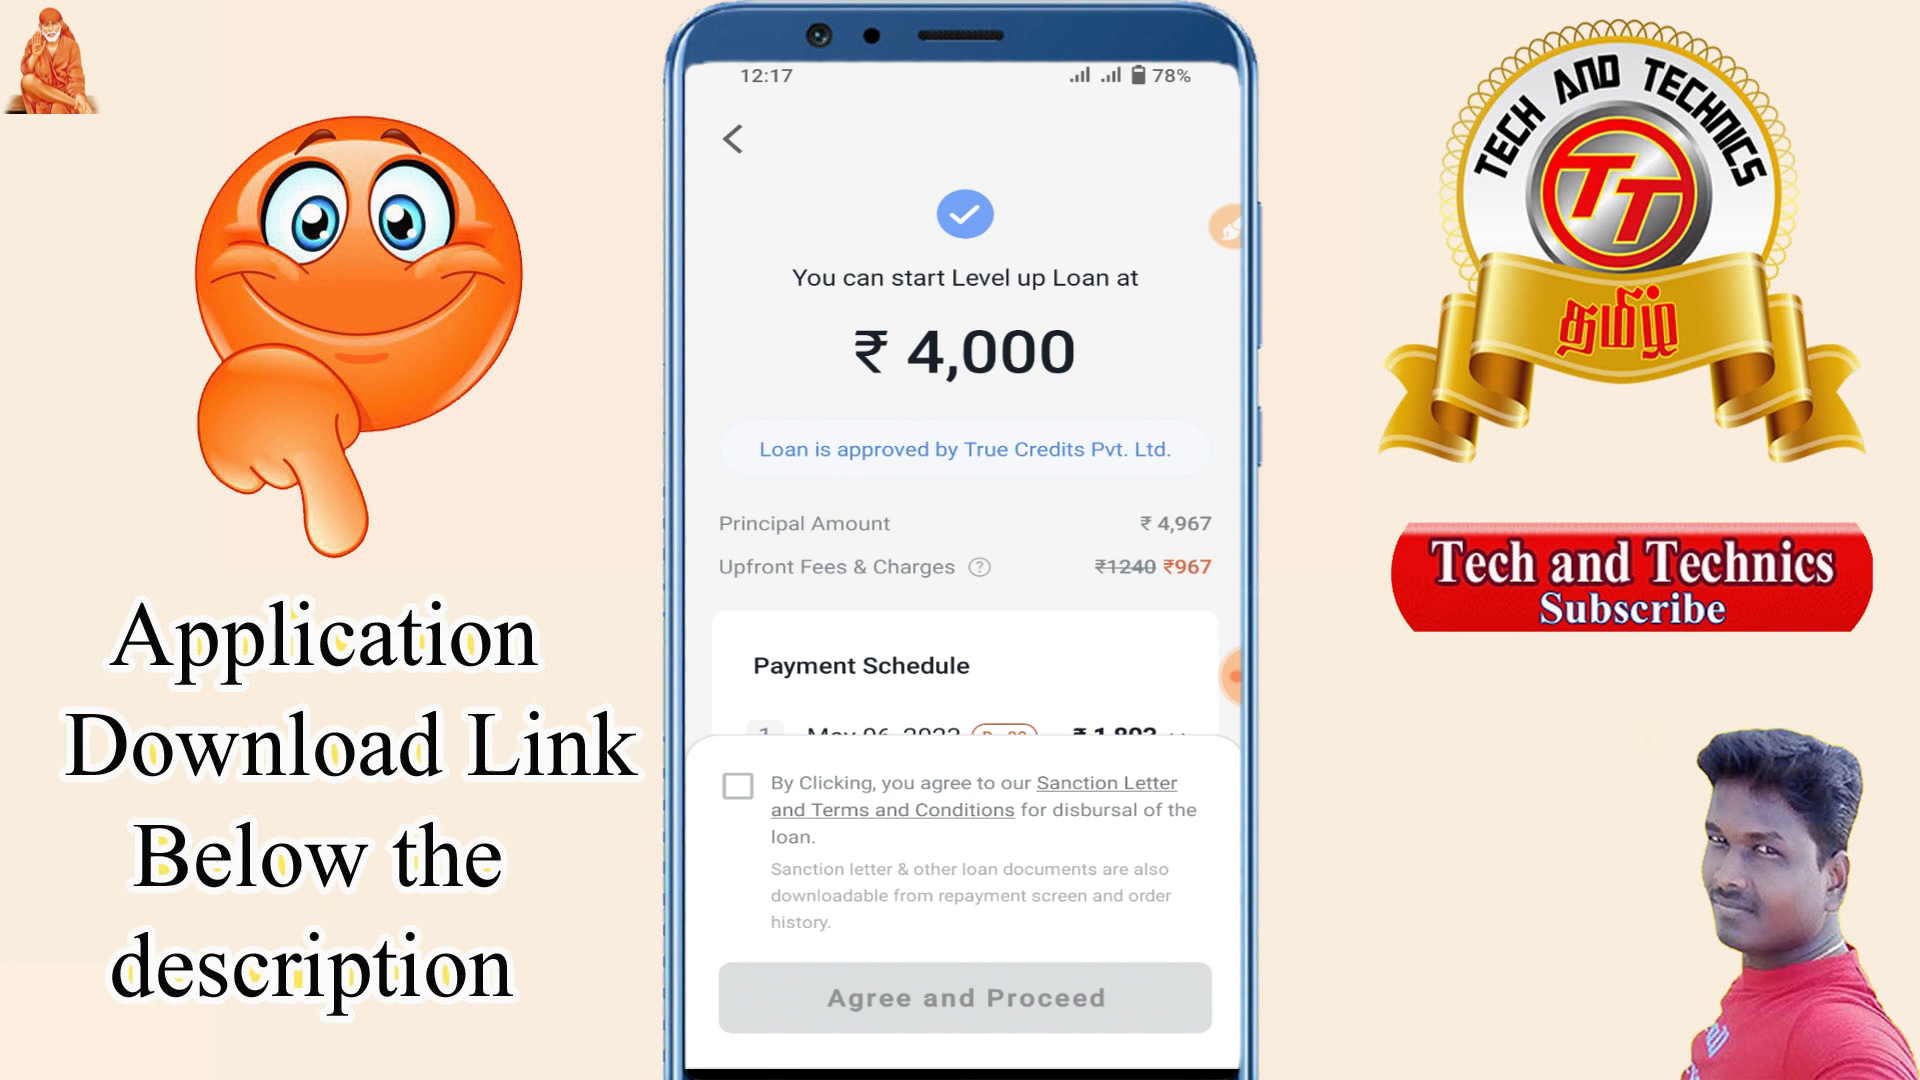 Application
Download Link
Below the
description
12:17
78%
You can start Level up Loan at
₹ 4,000
Loan is approved by True Credits Pvt. Ltd.
Principal Amount ₹ 4,967
Upfront Fees & Charges ? ₹1240 ₹967
Payment Schedule
By Clicking, you agree to our Sanction Letter
and Terms and Conditions for disbursal of the
loan.
Sanction letter & other loan documents are also
downloadable from repayment screen and order
history.
Agree and Proceed
TECH AND TECHNICS
TT
தமிழ்
Tech and Technics
Subscribe